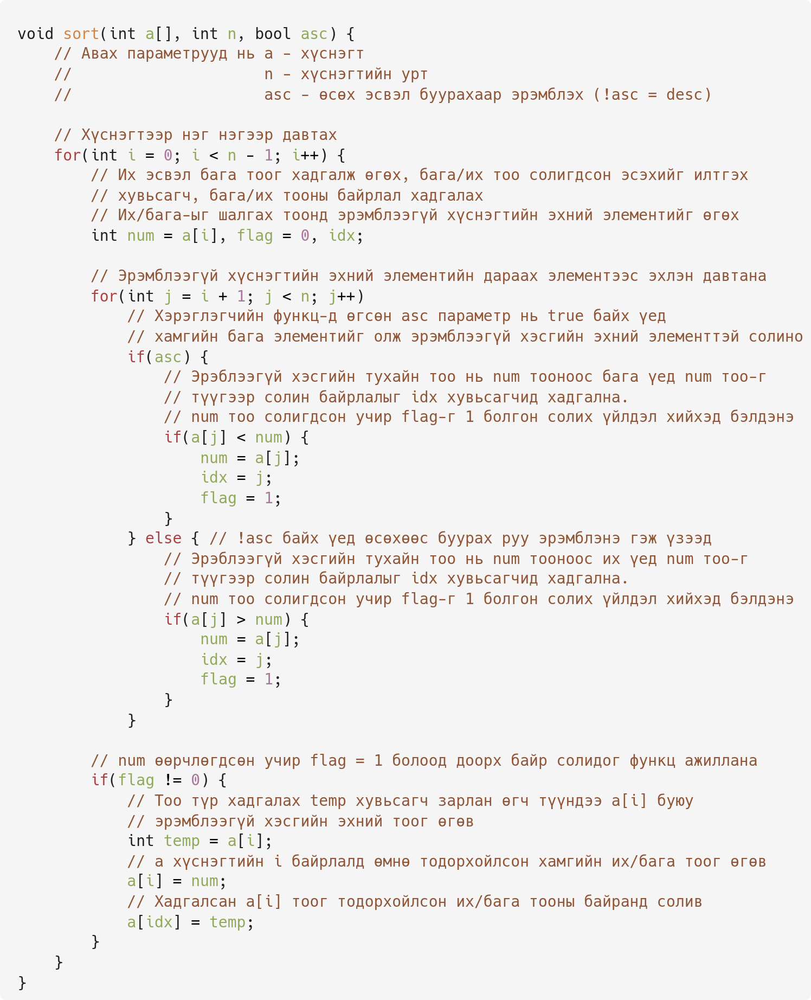 void sort(int a[], int n, bool asc) {
    // Авах параметрууд нь a - хүснэгт
    //                     n - хүснэгтийн урт
    //                     asc - өсөх эсвэл буурахаар эрэмблэх (!asc = desc)

    // Хүснэгтээр нэг нэгээр давтах
    for(int i = 0; i < n - 1; i++) {
        // Их эсвэл бага тоог хадгалж өгөх, бага/их тоо солигдсон эсэхийг илтгэх
        // хувьсагч, бага/их тооны байрлал хадгалах
        // Их/бага-ыг шалгах тоонд эрэмблээгүй хүснэгтийн эхний элементийг өгөх
        int num = a[i], flag = 0, idx;

        // Эрэмблээгүй хүснэгтийн эхний элементийн дараах элементээс эхлэн давтана
        for(int j = i + 1; j < n; j++)
            // Хэрэглэгчийн функц-д өгсөн asc параметр нь true байх үед
            // хамгийн бага элементийг олж эрэмблээгүй хэсгийн эхний элементтэй солино
            if(asc) {
                // Эрэблээгүй хэсгийн тухайн тоо нь num тооноос бага үед num тоо-г
                // түүгээр солин байрлалыг idx хувьсагчид хадгална.
                // num тоо солигдсон учир flag-г 1 болгон солих үйлдэл хийхэд бэлдэнэ
                if(a[j] < num) {
                    num = a[j];
                    idx = j;
                    flag = 1;
                }
            } else { // !asc байх үед өсөхөөс буурах руу эрэмблэнэ гэж үзээд
                // Эрэблээгүй хэсгийн тухайн тоо нь num тооноос их үед num тоо-г
                // түүгээр солин байрлалыг idx хувьсагчид хадгална.
                // num тоо солигдсон учир flag-г 1 болгон солих үйлдэл хийхэд бэлдэнэ
                if(a[j] > num) {
                    num = a[j];
                    idx = j;
                    flag = 1;
                }
            }

        // num өөрчлөгдсөн учир flag = 1 болоод доорх байр солидог функц ажиллана
        if(flag != 0) {
            // Тоо түр хадгалах temp хувьсагч зарлан өгч түүндээ a[i] буюу
            // эрэмблээгүй хэсгийн эхний тоог өгөв
            int temp = a[i];
            // a хүснэгтийн i байрлалд өмнө тодорхойлсон хамгийн их/бага тоог өгөв
            a[i] = num;
            // Хадгалсан a[i] тоог тодорхойлсон их/бага тооны байранд солив
            a[idx] = temp;
        }
    }
}